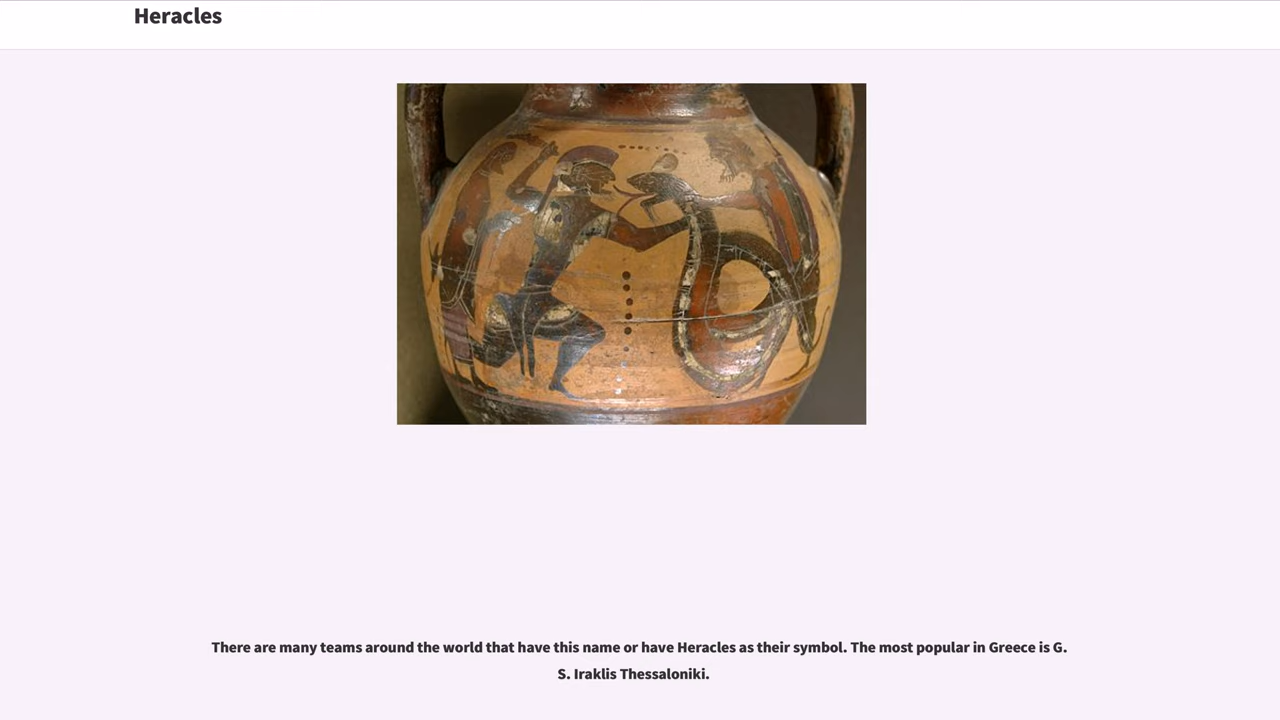 Heracles
There are many teams around the world that have this name or have Heracles as their symbol. The most popular in Greece is G.
S. Iraklis Thessaloniki.